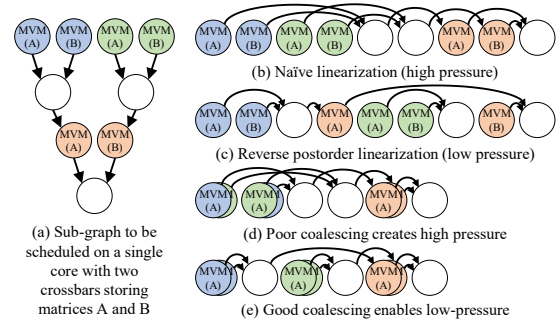 MVM MVM MVM MVM
(A) (B) (A) (B)
MVM MVM
(A) (B)
(a) Sub-graph to be
scheduled on a single
core with two
crossbars storing
matrices A and B
MVM MVM MVM MVM MVM MVM
(A) (B) (A) (B) (A) (B)
(b) Naïve linearization (high pressure)
MVM MVM MVM MVM MVM MVM
(A) (B) (A) (A) (B) (B)
(c) Reverse postorder linearization (low pressure)
MVM MVM MVM
(A) (A) (A)
(d) Poor coalescing creates high pressure
MVM MVM MVM
(A) (A) (A)
(e) Good coalescing enables low-pressure